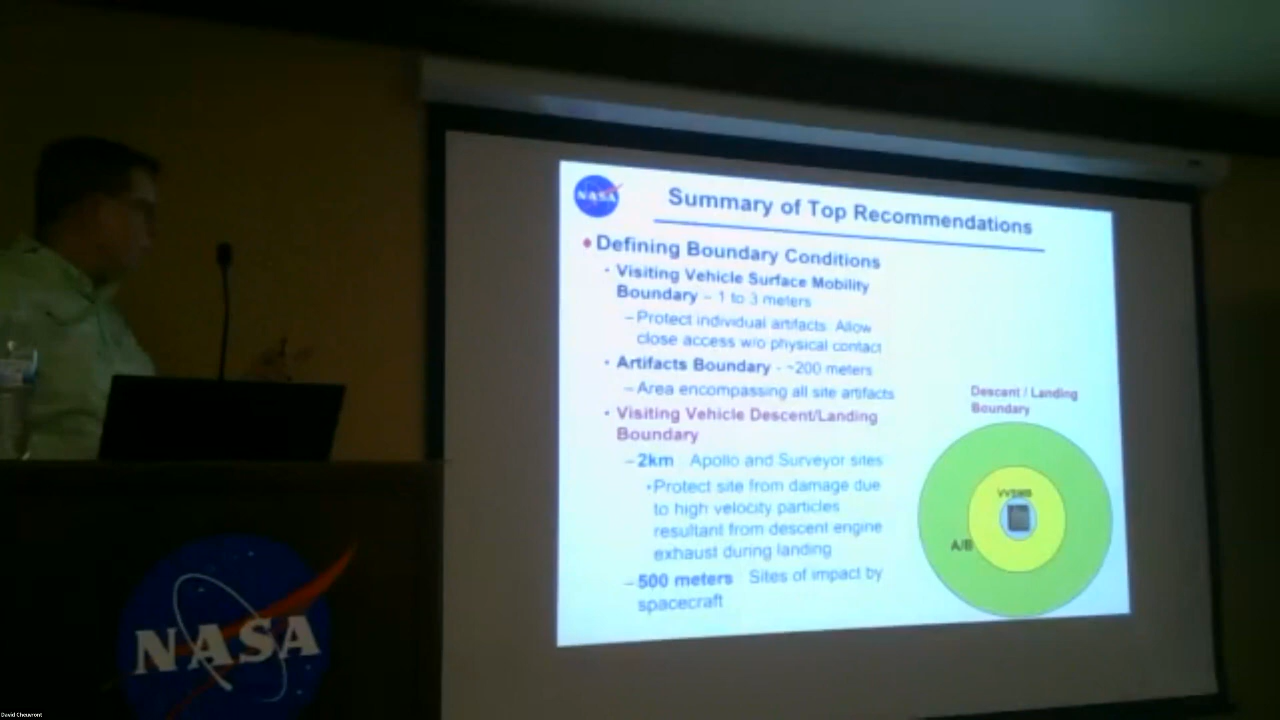 NASA
Summary of Top Recommendations
• Defining Boundary Conditions
• Visiting Vehicle Surface Mobility
Boundary – 1 to 3 meters
– Protect individual artifacts. Allow
close access w/o physical contact
• Artifacts Boundary - ~200 meters
– Area encompassing all site artifacts
• Visiting Vehicle Descent/Landing
Boundary
– 2km Apollo and Surveyor sites
• Protect site from damage due
to high velocity particles
resultant from descent engine
exhaust during landing
– 500 meters Sites of impact by
spacecraft
Descent / Landing
Boundary
VVSMB
A/B
NASA
David Cheuvront